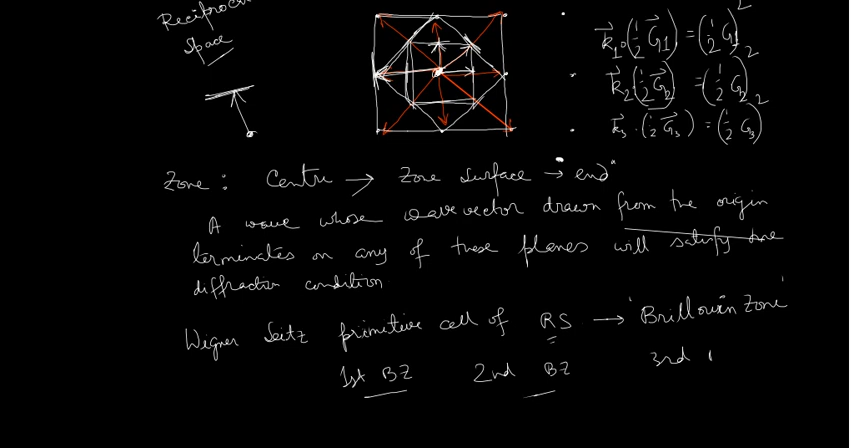 Reciprocal
Space
k₁·(½ G₁) = (½ G₁)²
k₂·(½ G₂) = (½ G₂)²
k₃·(½ G₃) = (½ G₃)²
Zone : Centre → Zone surface → end"
A wave whose wavevector drawn from the origin
terminates on any of these planes will satisfy the
diffraction condition
Wigner Seitz primitive cell of RS → 'Brillouin Zone'
1st BZ 2nd BZ 3rd